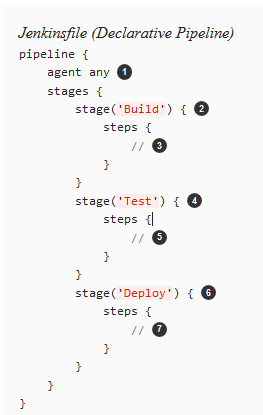 Jenkinsfile (Declarative Pipeline)
pipeline {
    agent any 1
    stages {
        stage('Build') { 2
            steps {
                // 3
            }
        }
        stage('Test') { 4
            steps {
                // 5
            }
        }
        stage('Deploy') { 6
            steps {
                // 7
            }
        }
    }
}